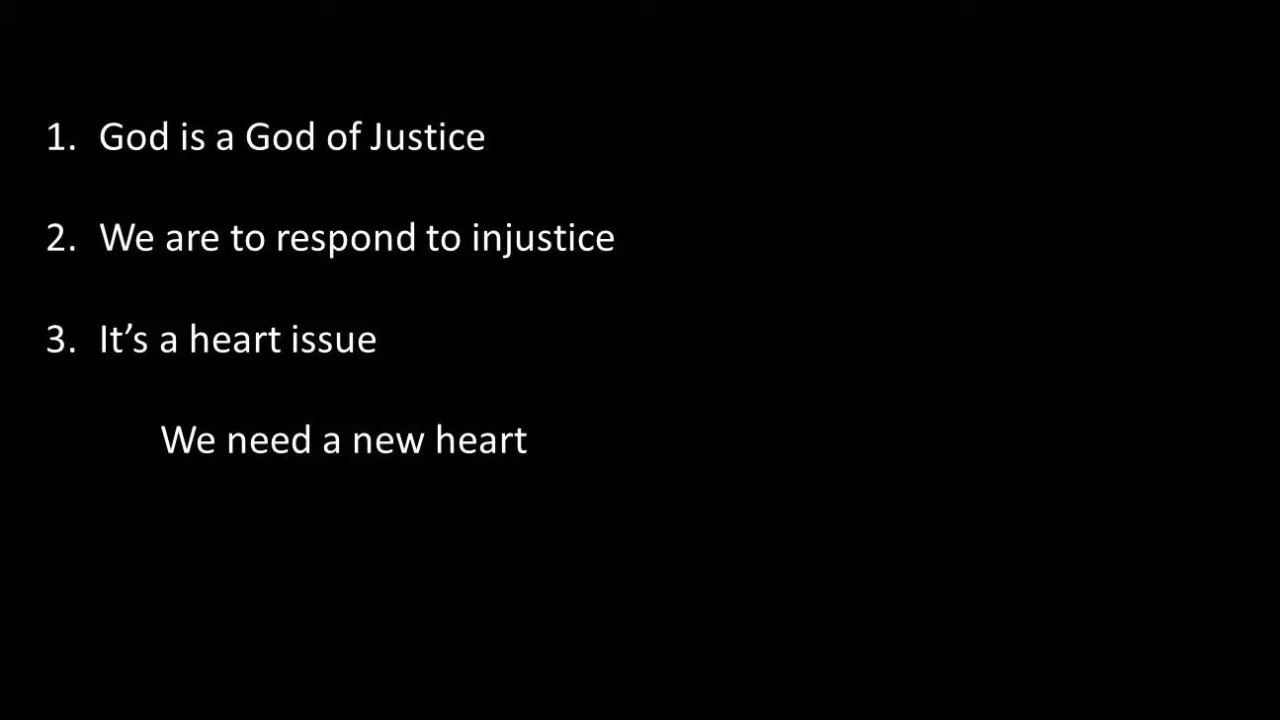 1. God is a God of Justice
2. We are to respond to injustice
3. It’s a heart issue
We need a new heart